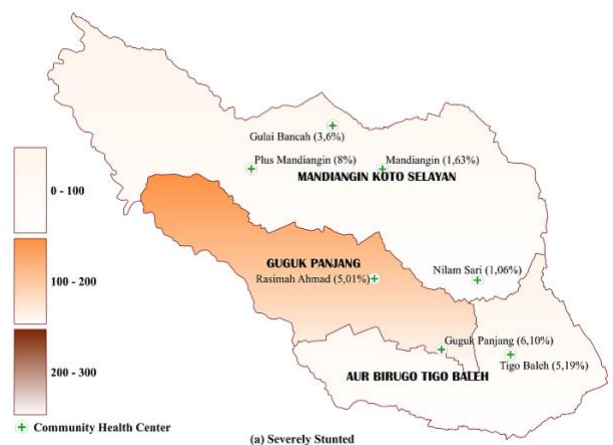 Gulai Bancah (3,6%)
Plus Mandiangin (8%)
Mandiangin (1,63%)
MANDIANGIN KOTO SELAYAN
0 - 100
GUGUK PANJANG
Rasimah Ahmad (5,01%)
Nilam Sari (1,06%)
100 - 200
Guguk Panjang (6,10%)
Tigo Baleh (5,19%)
AUR BIRUGO TIGO BALEH
200 - 300
Community Health Center
(a) Severely Stunted